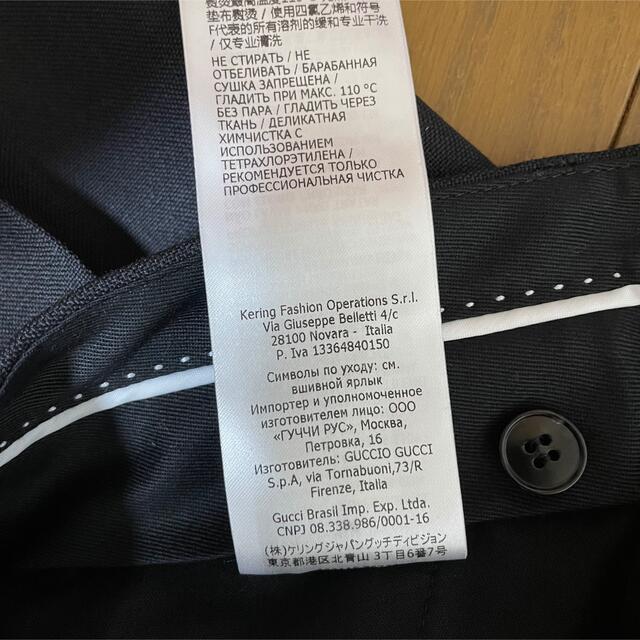 垫布熨烫 / 使用四氯乙烯和符号
F代表的所有溶剂的缓和专业干洗
/ 仅专业清洗
НЕ СТИРАТЬ / НЕ
ОТБЕЛИВАТЬ / БАРАБАННАЯ
СУШКА ЗАПРЕЩЕНА /
ГЛАДИТЬ ПРИ МАКС. 110 °C
БЕЗ ПАРА / ГЛАДИТЬ ЧЕРЕЗ
ТКАНЬ / ДЕЛИКАТНАЯ
ХИМЧИСТКА С
ИСПОЛЬЗОВАНИЕМ
ТЕТРАХЛОРЭТИЛЕНА /
РЕКОМЕНДУЕТСЯ ТОЛЬКО
ПРОФЕССИОНАЛЬНАЯ ЧИСТКА
Kering Fashion Operations S.r.l.
Via Giuseppe Belletti 4/c
28100 Novara - Italia
P. Iva 13364840150
Символы по уходу: см.
вшивной ярлык
Импортер и уполномоченное
изготовителем лицо: ООО
«ГУЧЧИ РУС», Москва,
Петровка, 16
Изготовитель: GUCCIO GUCCI
S.p.A, via Tornabuoni,73/R
Firenze, Italia
Gucci Brasil Imp. Exp. Ltda.
CNPJ 08.338.986/0001-16
(株)ケリングジャパングッチディビジョン
東京都港区北青山 3丁目6番7号